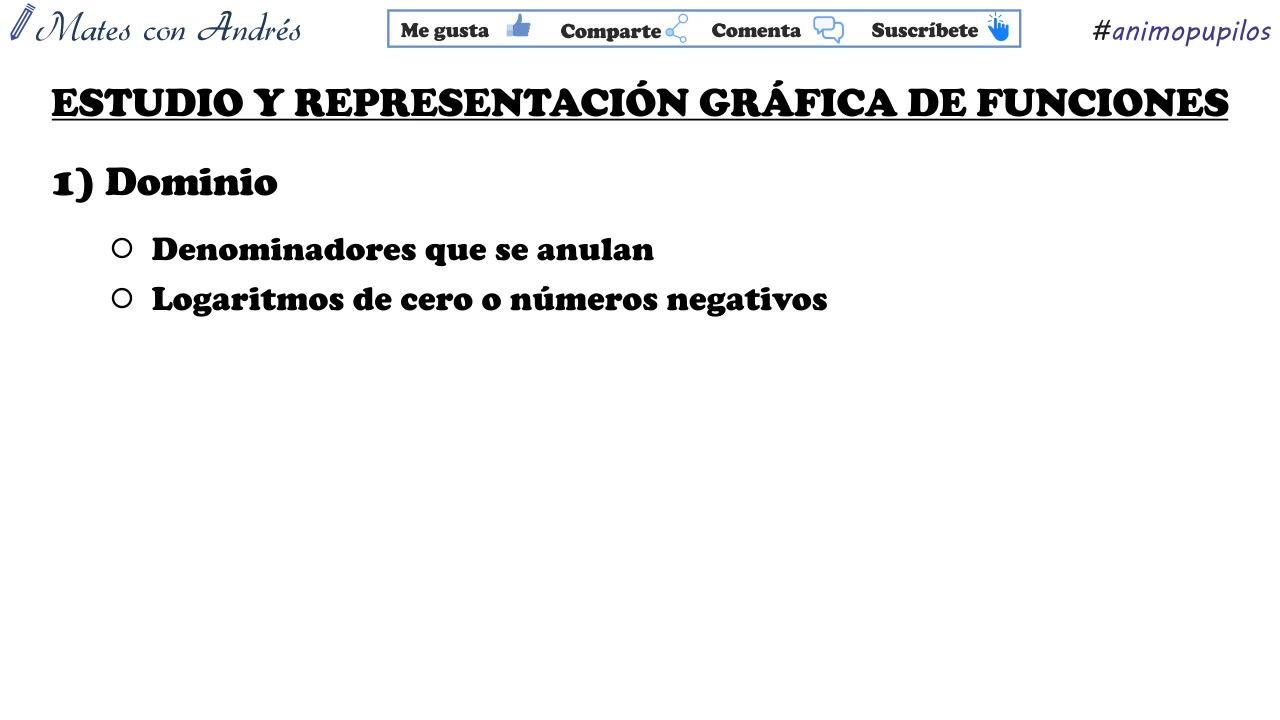 Mates con Andrés
Me gusta Comparte Comenta Suscríbete
#animopupilos
ESTUDIO Y REPRESENTACIÓN GRÁFICA DE FUNCIONES
1) Dominio
Denominadores que se anulan
Logaritmos de cero o números negativos